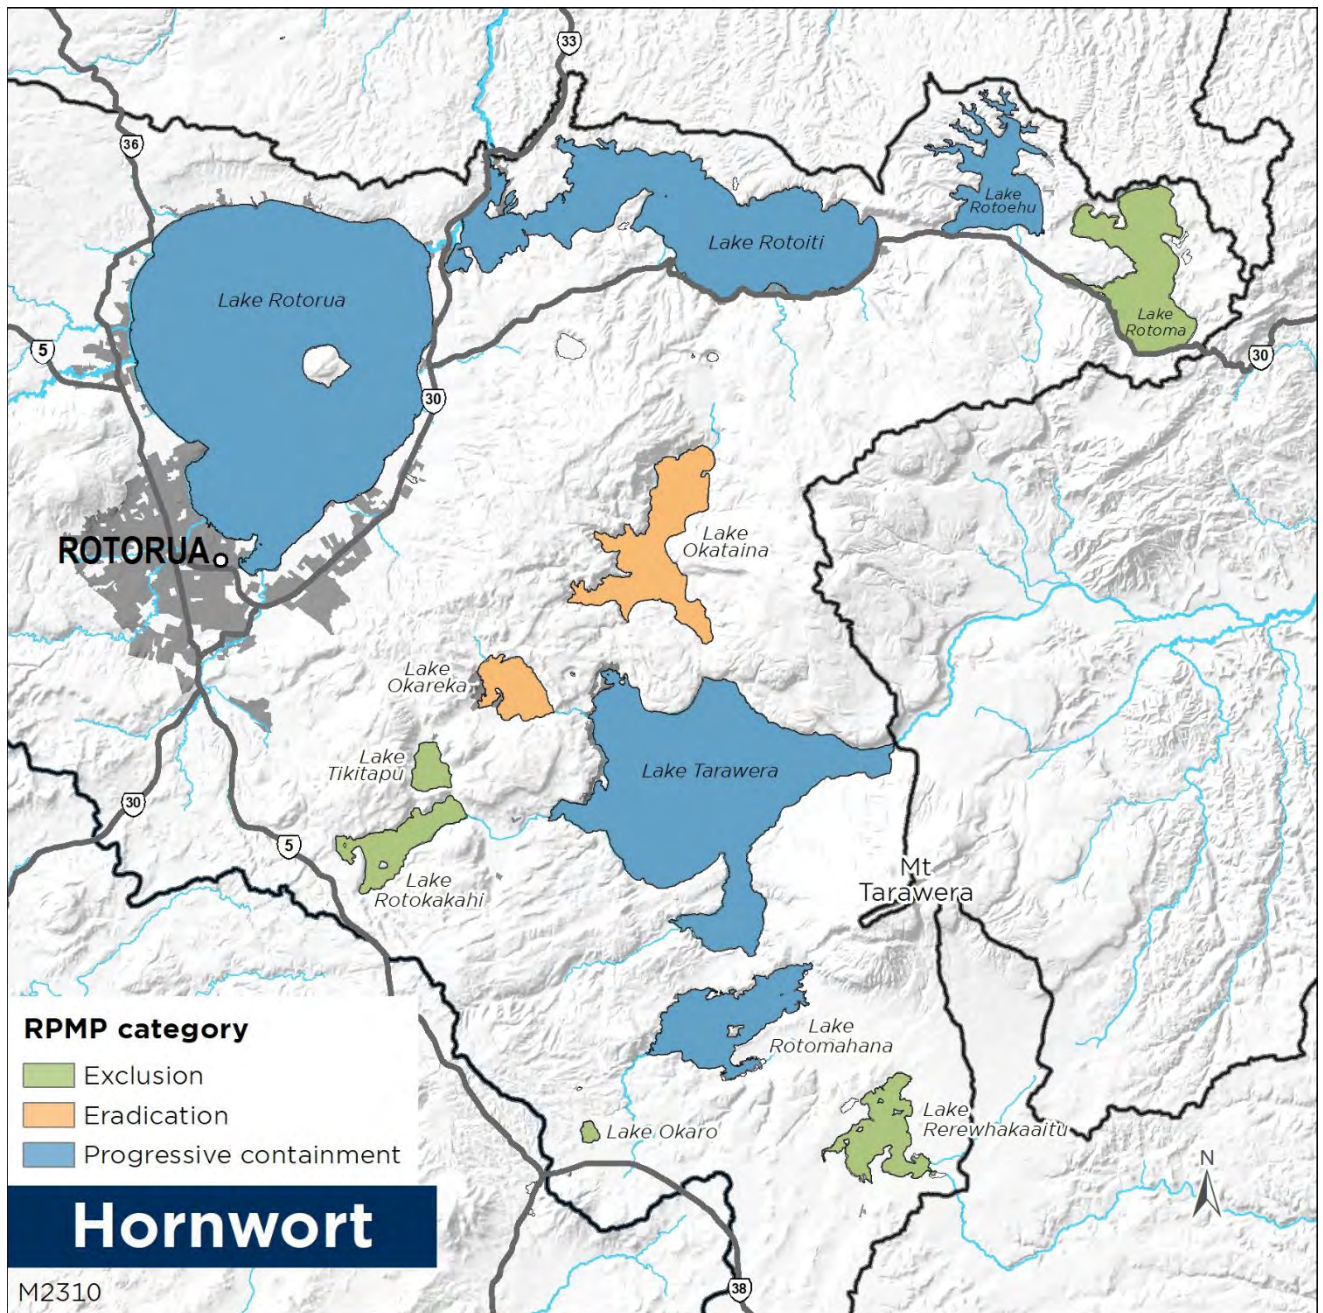 33
36
Lake
Rotoehu
Lake Rotoiti
Lake Rotorua
Lake
Rotoma
5
30
30
Lake
Okataina
ROTORUA
Lake
Okareka
Lake
Tikitapu
Lake Tarawera
30
5
Mt
Tarawera
Lake
Rotokakahi
RPMP category
Exclusion
Eradication
Progressive containment
Lake
Rotomahana
Lake Okaro
Lake
Rerewhakaaitu
N
Hornwort
M2310
38